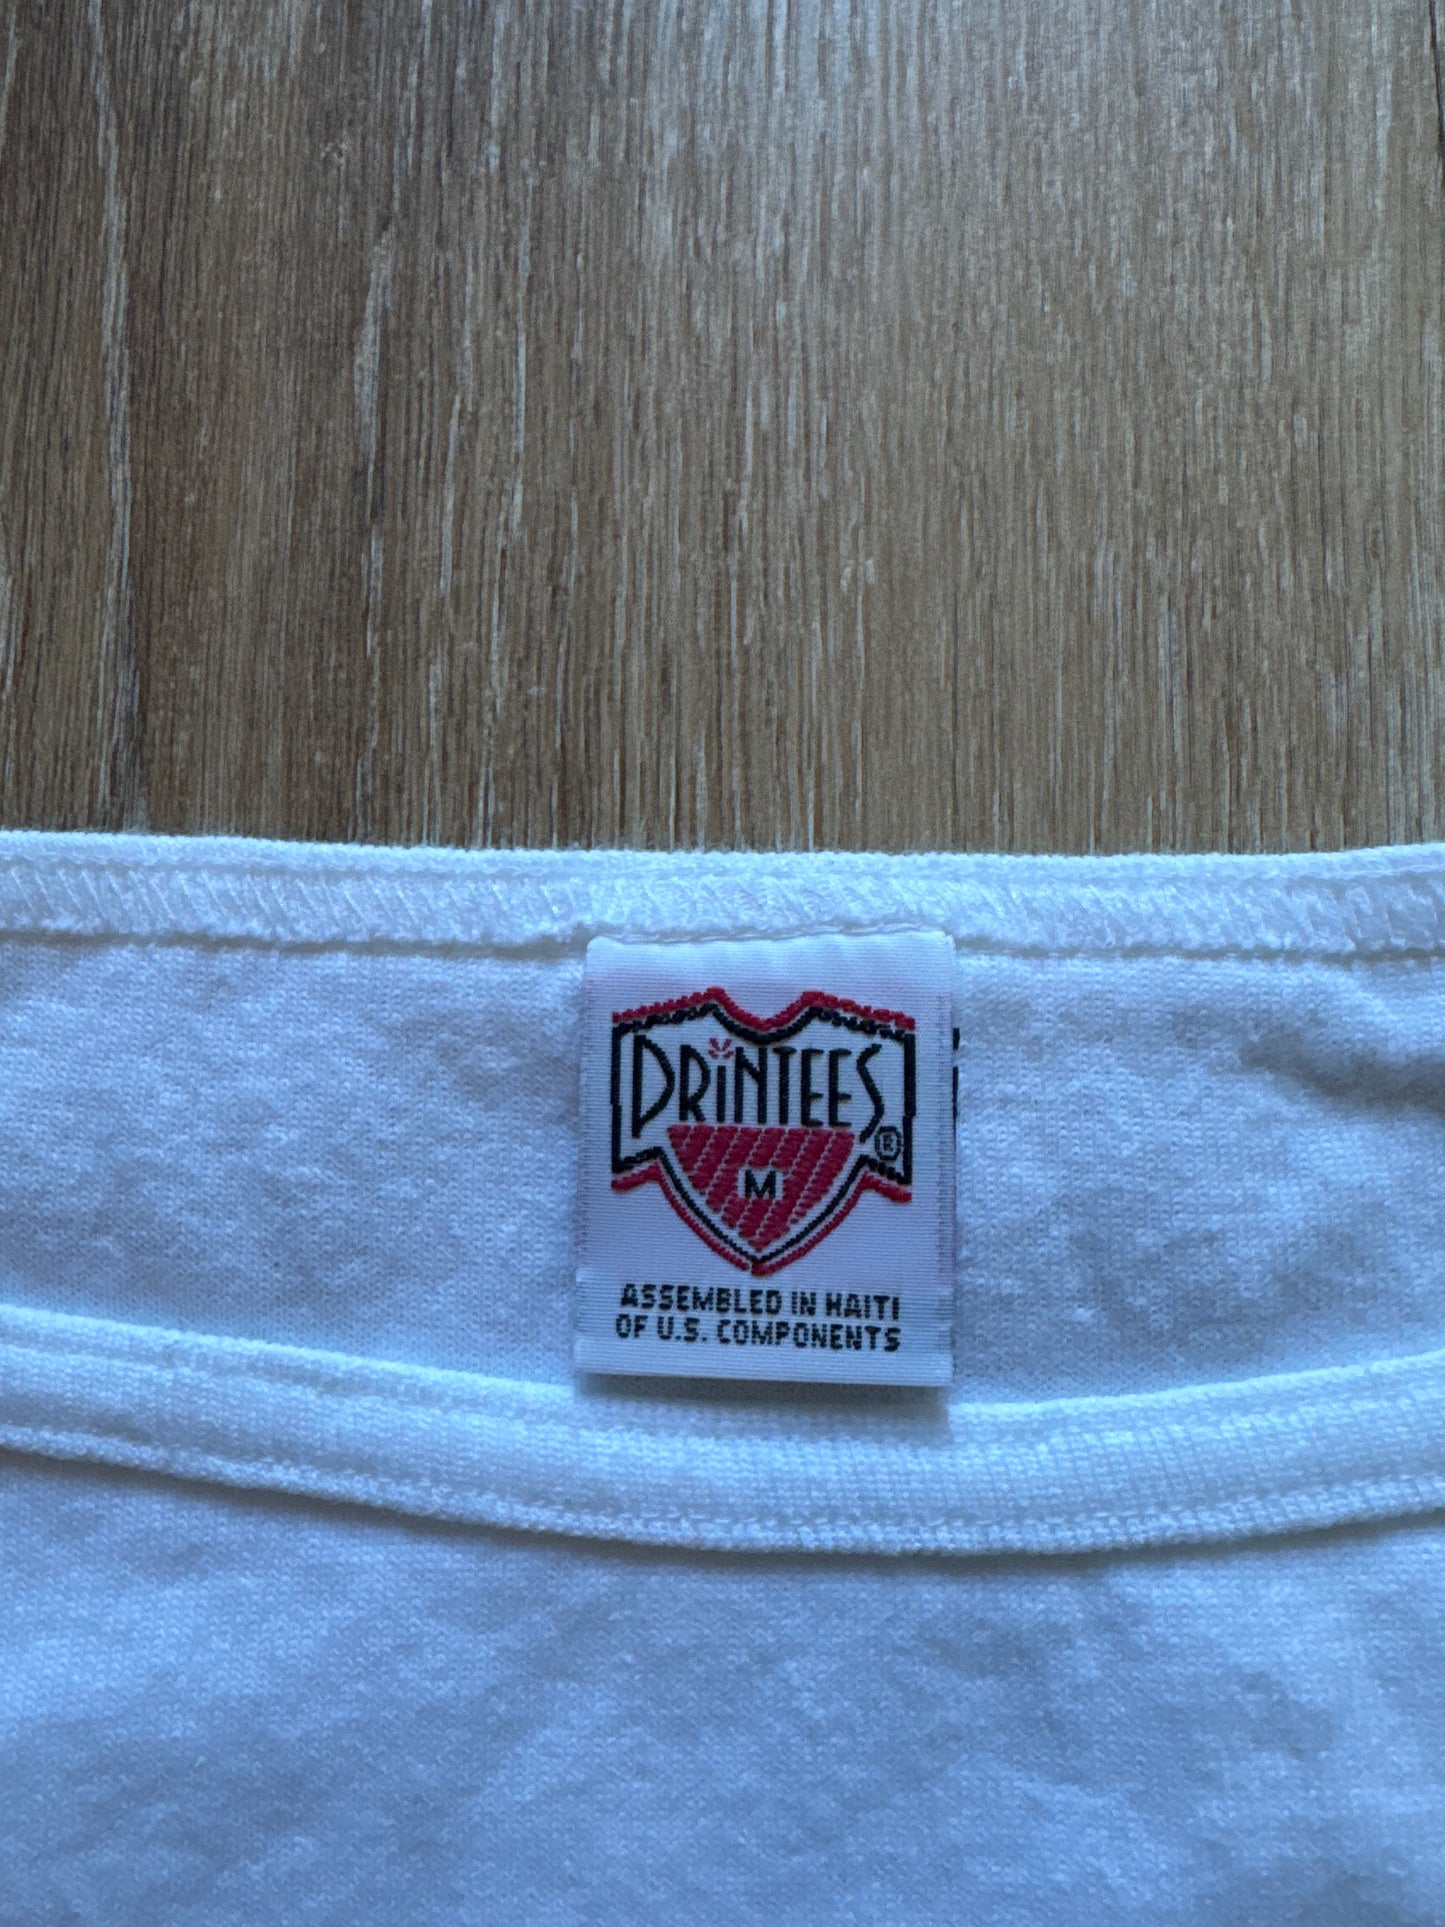 PRINTEES®
M
ASSEMBLED IN HAITI
OF U.S. COMPONENTS